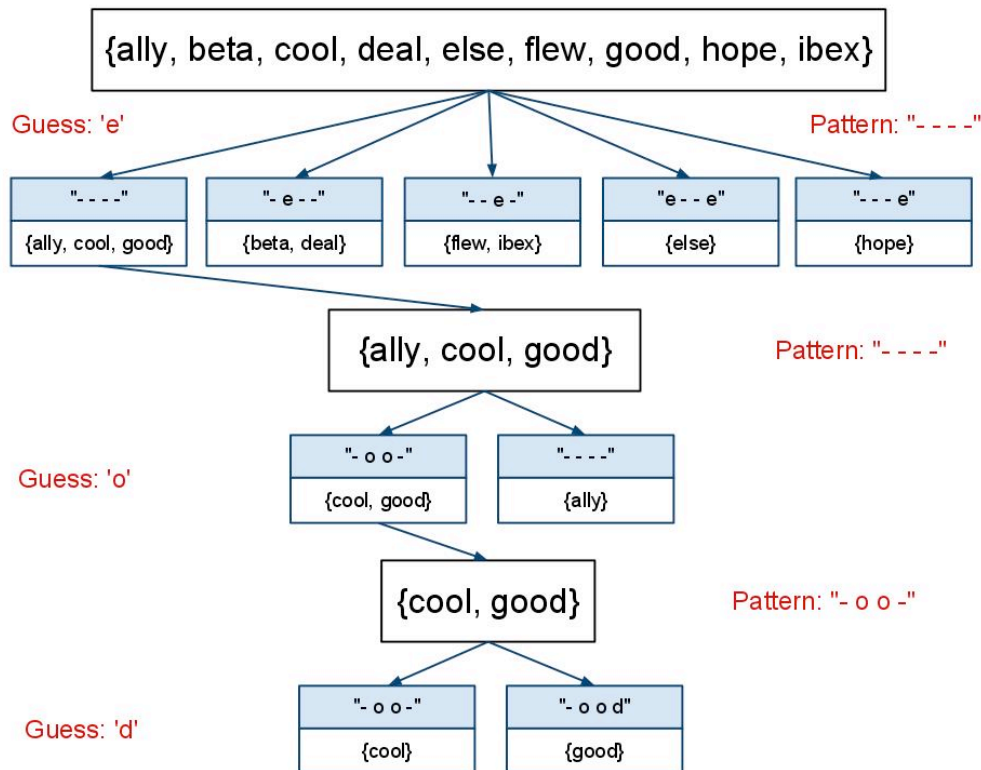 {ally, beta, cool, deal, else, flew, good, hope, ibex}
Guess: 'e'
Pattern: "- - - -"
"- - - -"
"- e - -"
"- - e -"
"e - - e"
"- - - e"
{ally, cool, good}
{beta, deal}
{flew, ibex}
{else}
{hope}
{ally, cool, good}
Pattern: "- - - -"
Guess: 'o'
"- o o -"
"- - - -"
{cool, good}
{ally}
{cool, good}
Pattern: "- o o -"
Guess: 'd'
"- o o -"
"- o o d"
{cool}
{good}